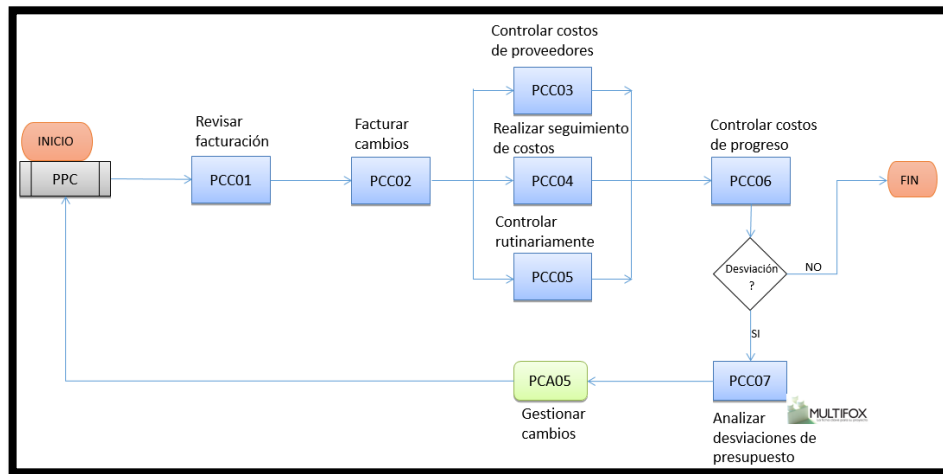 INICIO
PPC
Revisar
facturación
PCC01
Facturar
cambios
PCC02
Controlar costos
de proveedores
PCC03
Realizar seguimiento
de costos
PCC04
Controlar
rutinariamente
PCC05
Controlar costos
de progreso
PCC06
FIN
Desviación
?
NO
SI
PCC07
Analizar
desviaciones de
presupuesto
PCA05
Gestionar
cambios
MULTIFOX